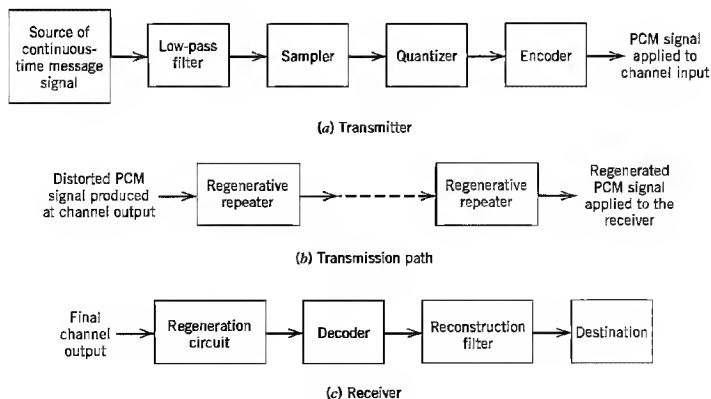 Source of
continuous-
time message
signal
Low-pass
filter
Sampler
Quantizer
Encoder
PCM signal
applied to
channel input
(a) Transmitter
Distorted PCM
signal produced
at channel output
Regenerative
repeater
Regenerative
repeater
Regenerated
PCM signal
applied to the
receiver
(b) Transmission path
Final
channel
output
Regeneration
circuit
Decoder
Reconstruction
filter
Destination
(c) Receiver